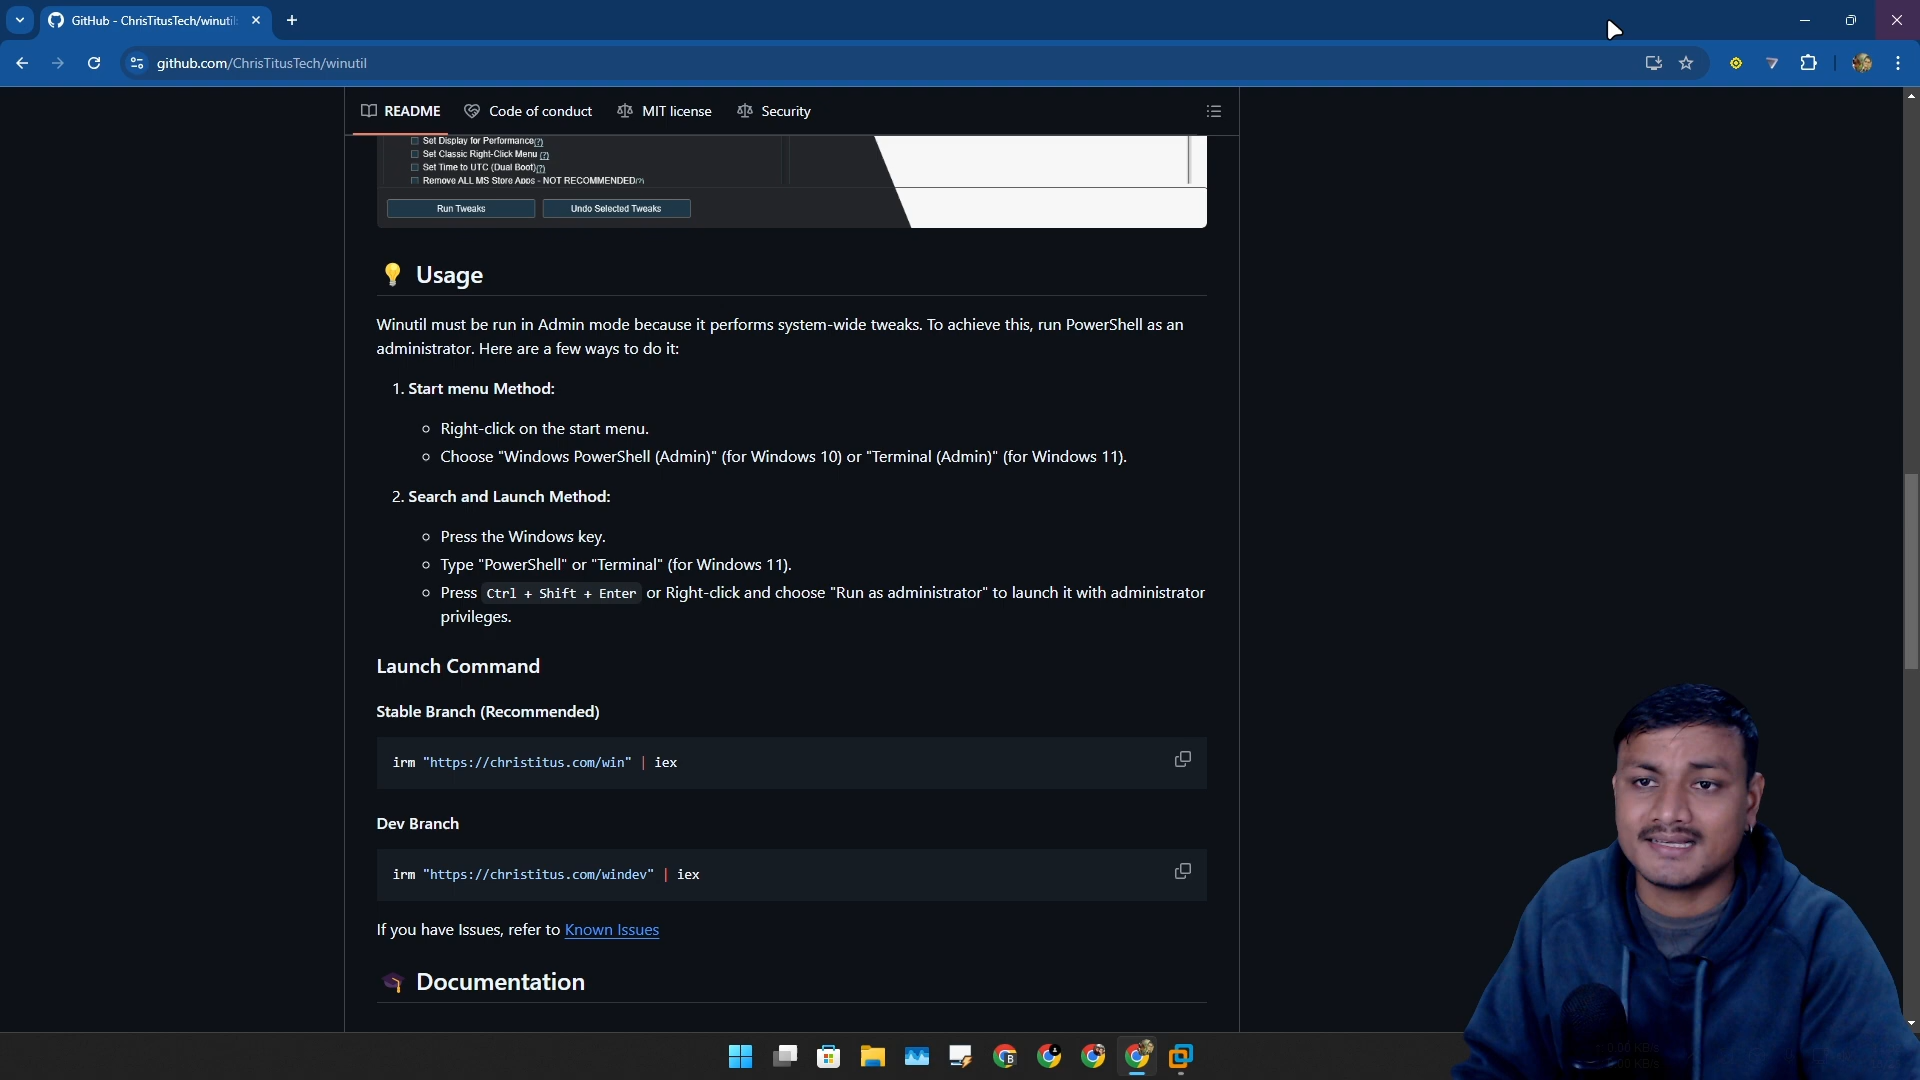 GitHub - ChrisTitusTech/winutil
github.com/ChrisTitusTech/winutil
README
Code of conduct
MIT license
Security
Set Display for Performance(?)
Set Classic Right-Click Menu (?)
Set Time to UTC (Dual Boot)(?)
Remove ALL MS Store Apps - NOT RECOMMENDED(?)
Run Tweaks
Undo Selected Tweaks
💡 Usage
Winutil must be run in Admin mode because it performs system-wide tweaks. To achieve this, run PowerShell as an
administrator. Here are a few ways to do it:
1. Start menu Method:
Right-click on the start menu.
Choose "Windows PowerShell (Admin)" (for Windows 10) or "Terminal (Admin)" (for Windows 11).
2. Search and Launch Method:
Press the Windows key.
Type "PowerShell" or "Terminal" (for Windows 11).
Press Ctrl + Shift + Enter or Right-click and choose "Run as administrator" to launch it with administrator
privileges.
Launch Command
Stable Branch (Recommended)
irm "https://christitus.com/win" | iex
Dev Branch
irm "https://christitus.com/windev" | iex
If you have Issues, refer to Known Issues
🎓 Documentation
B
0.00 KB/s
0.00 KB/s